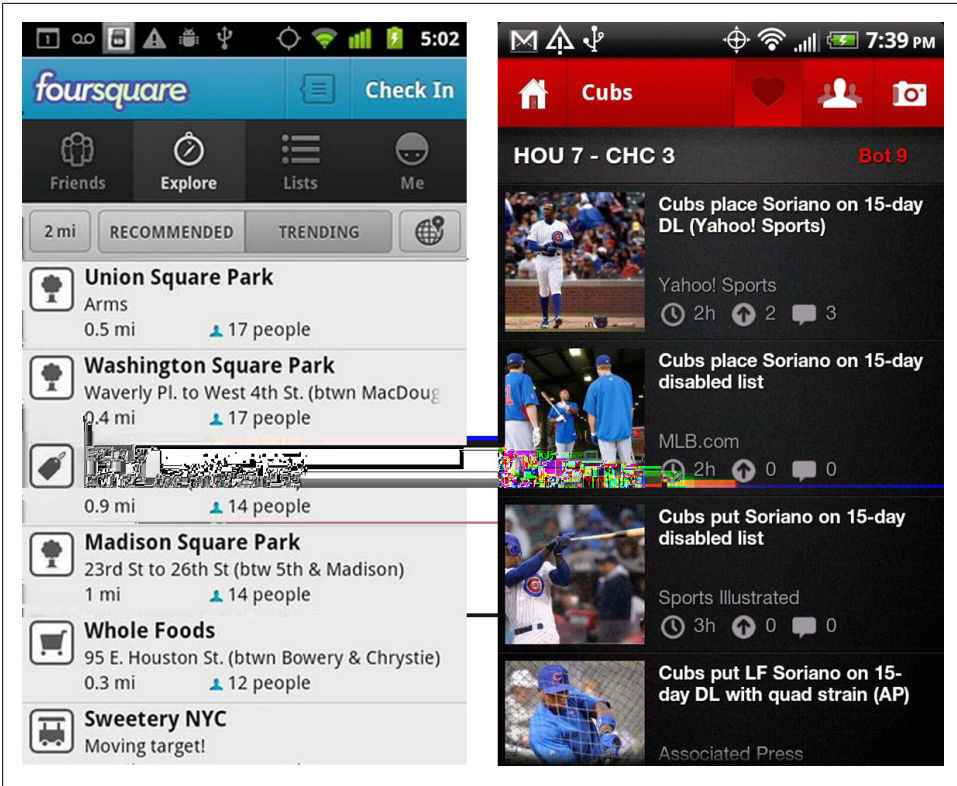 1
5:02
foursquare
Check In
Friends
Explore
Lists
Me
2 mi
RECOMMENDED
TRENDING
Union Square Park
Arms
0.5 mi
17 people
Washington Square Park
Waverly Pl. to West 4th St. (btwn MacDoug
0.4 mi
17 people
0.9 mi
14 people
Madison Square Park
23rd St to 26th St (btw 5th & Madison)
1 mi
14 people
Whole Foods
95 E. Houston St. (btwn Bowery & Chrystie)
0.3 mi
12 people
Sweetery NYC
Moving target!
7:39 PM
Cubs
HOU 7 - CHC 3
Bot 9
Cubs place Soriano on 15-day
DL (Yahoo! Sports)
Yahoo! Sports
2h
2
3
Cubs place Soriano on 15-day
disabled list
MLB.com
2h
0
0
Cubs put Soriano on 15-day
disabled list
Sports Illustrated
3h
0
0
Cubs put LF Soriano on 15-
day DL with quad strain (AP)
Associated Press